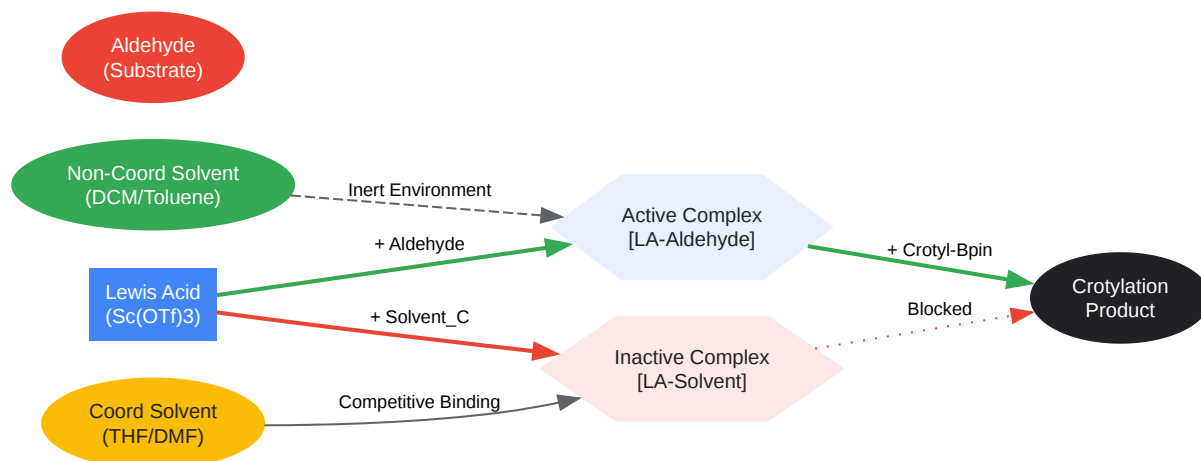 Aldehyde
(Substrate)
Non-Coord Solvent
(DCM/Toluene)
Inert Environment
Active Complex
[LA-Aldehyde]
+ Aldehyde
+ Crotyl-Bpin
Lewis Acid
(Sc(OTf)3)
Crotylation
Product
+ Solvent_C
Blocked
Inactive Complex
[LA-Solvent]
Coord Solvent
(THF/DMF)
Competitive Binding